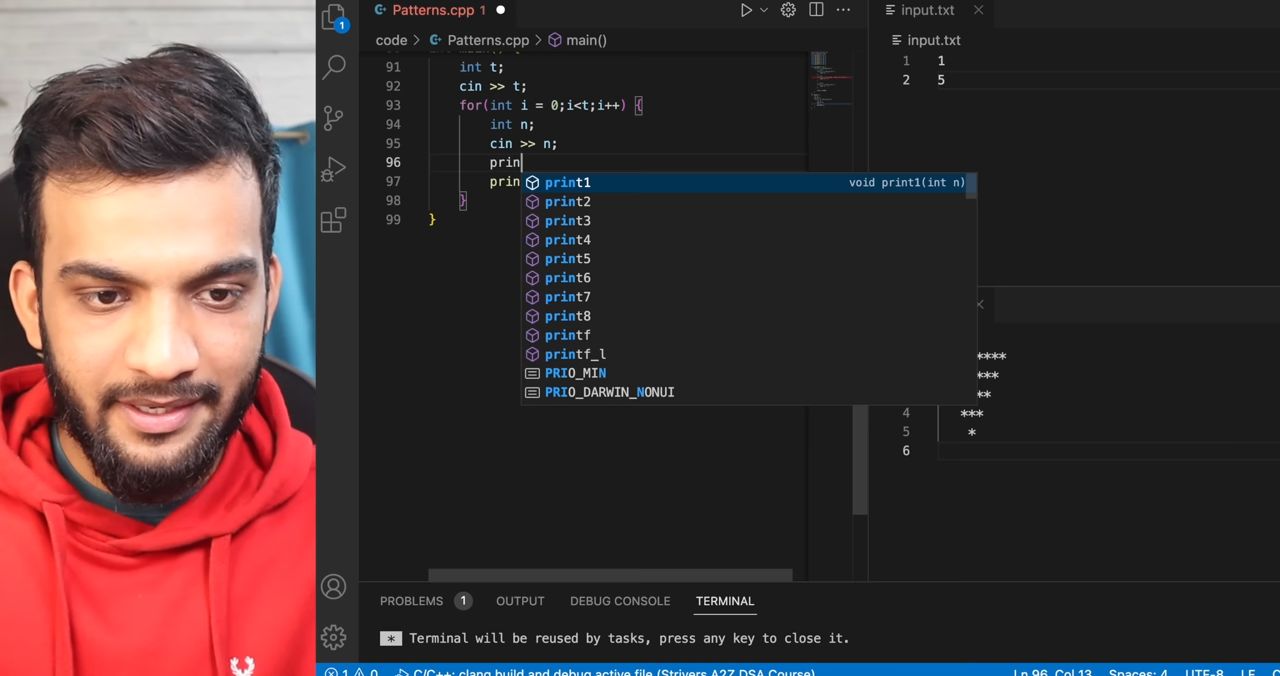 Patterns.cpp 1
input.txt
code > Patterns.cpp > main()
input.txt
91 int t;
92 cin >> t;
93 for(int i = 0;i<t;i++) {
94 int n;
95 cin >> n;
96 prin
97 prin
98 }
99 }
print1 void print1(int n)
print2
print3
print4
print5
print6
print7
print8
printf
printf_l
PRIO_MIN
PRIO_DARWIN_NONUI
1 1
2 5
****
***
**
4 ***
5 *
6
PROBLEMS 1 OUTPUT DEBUG CONSOLE TERMINAL
* Terminal will be reused by tasks, press any key to close it.
1 0 C/C++: clang build and debug active file (Strivers A2Z DSA Course) Ln 96, Col 13 Spaces: 4 UTF-8 LF
1